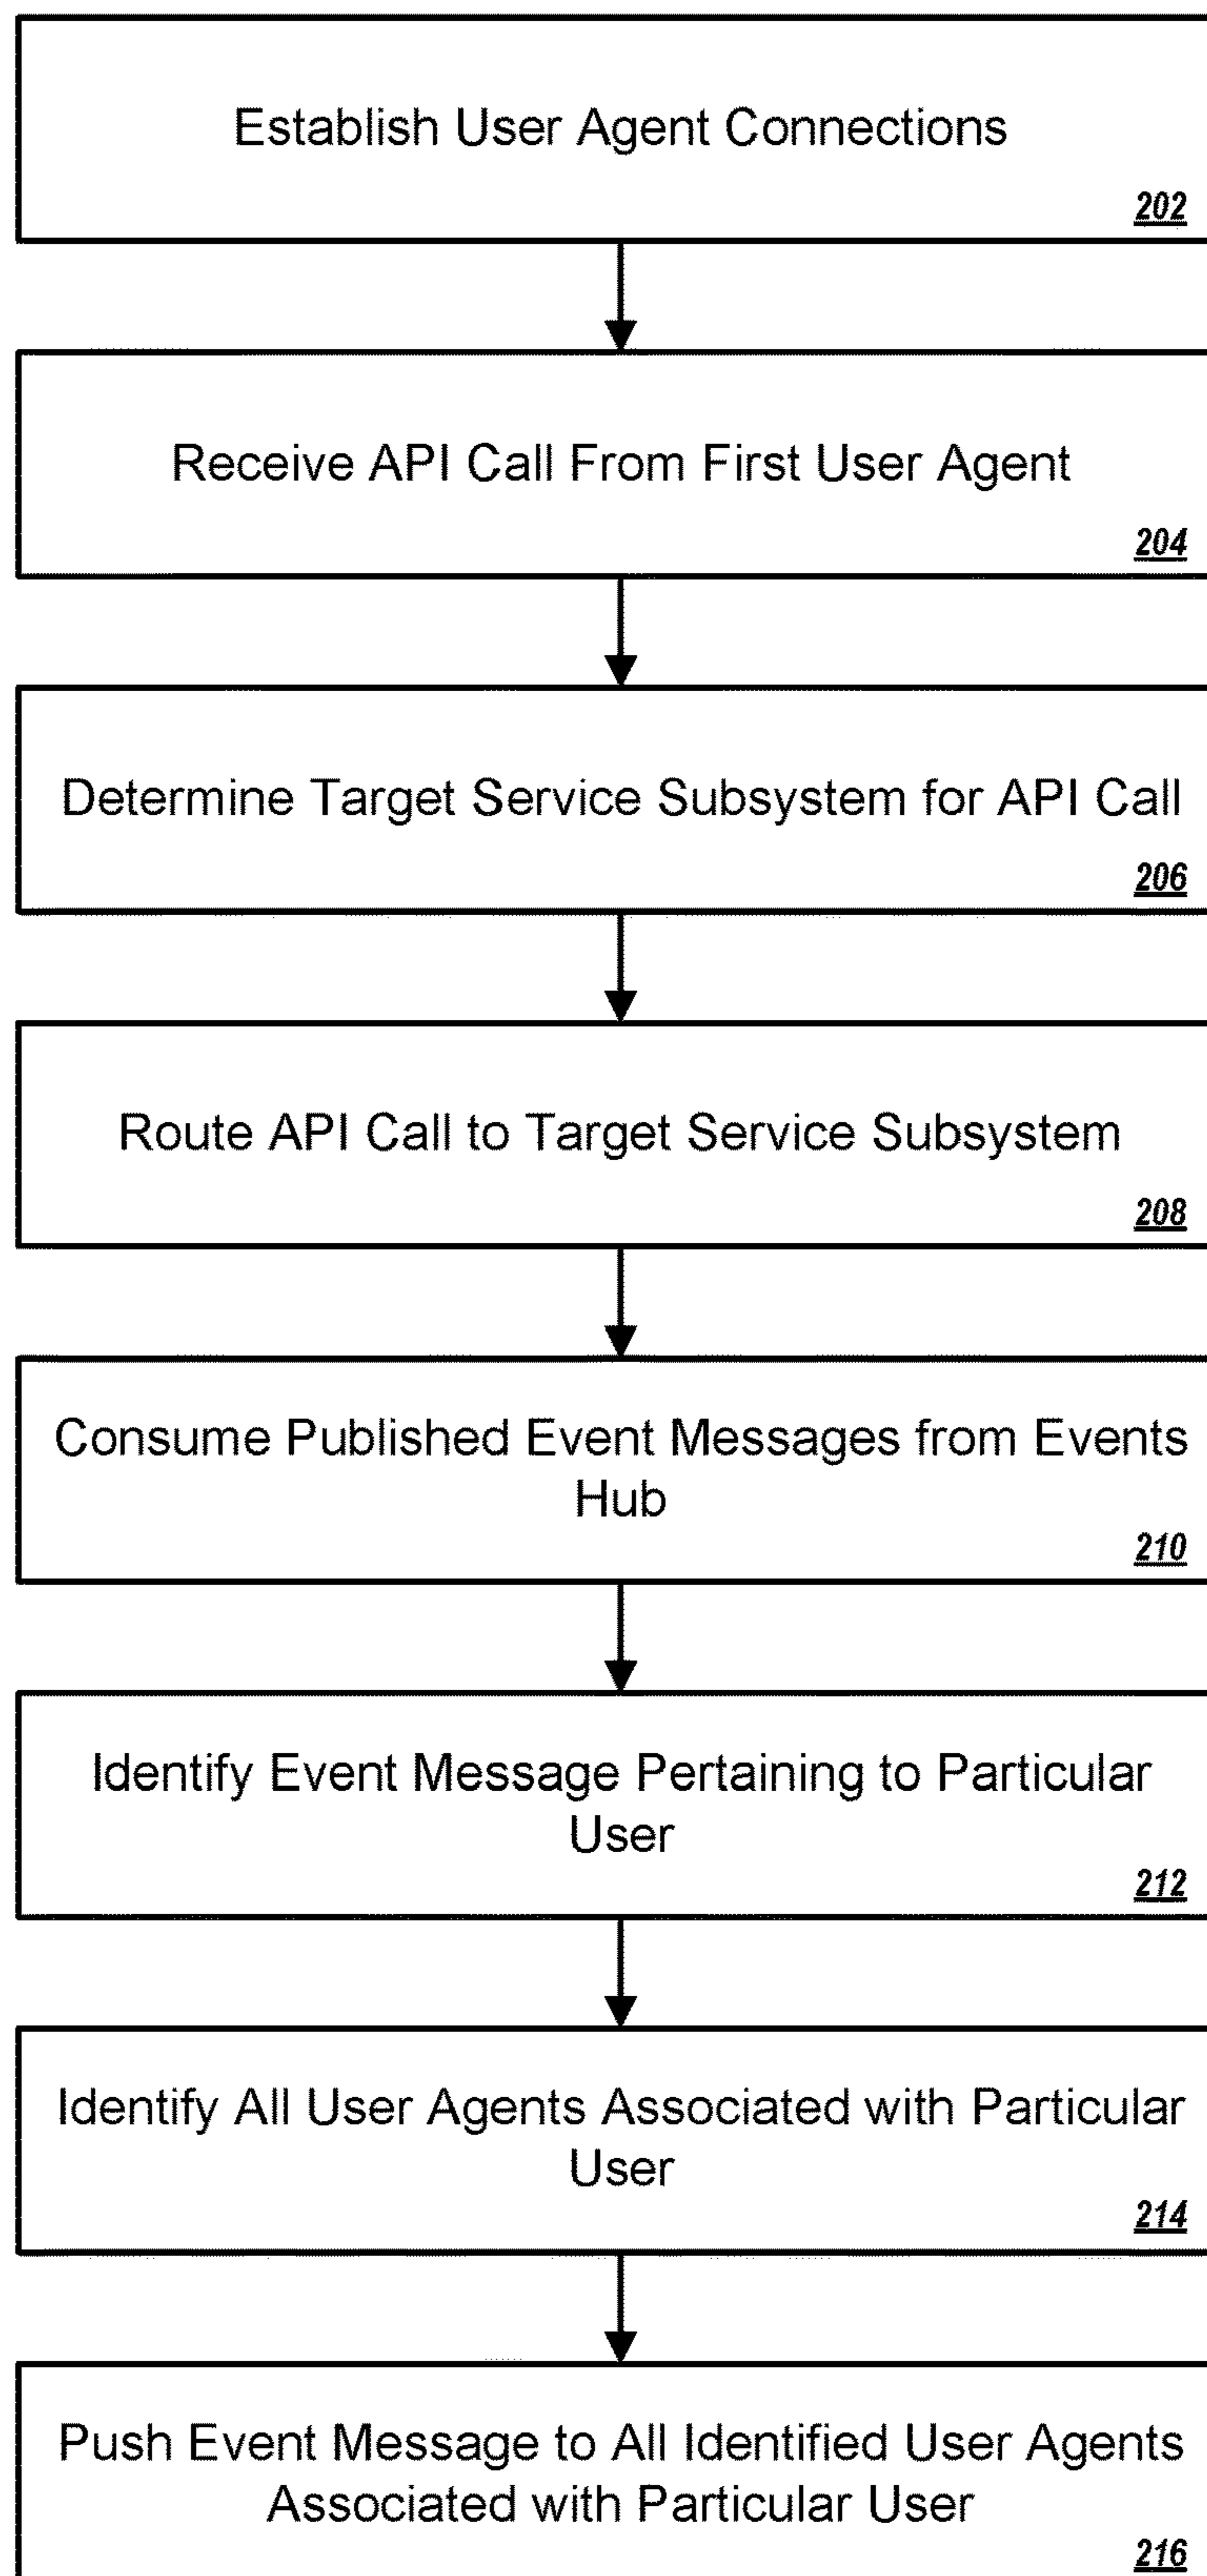 Establish User Agent Connections
202
Receive API Call From First User Agent
204
Determine Target Service Subsystem for API Call
206
Route API Call to Target Service Subsystem
208
Consume Published Event Messages from Events
Hub
210
Identify Event Message Pertaining to Particular
User
212
Identify All User Agents Associated with Particular
User
214
Push Event Message to All Identified User Agents
Associated with Particular User
216